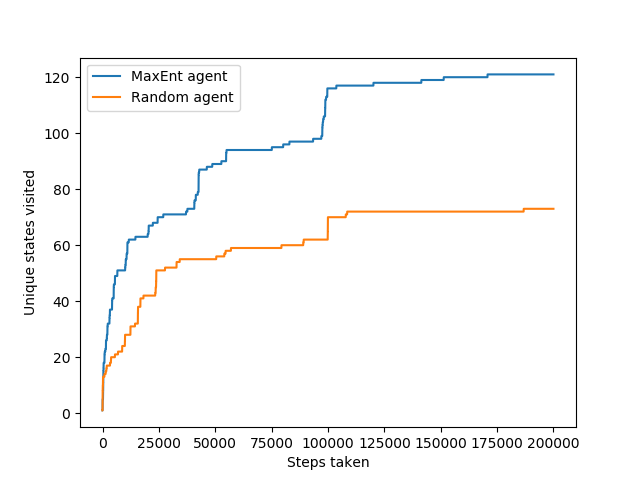 MaxEnt agent
Random agent
120
100
80
60
40
20
0
Unique states visited
0 25000 50000 75000 100000 125000 150000 175000 200000
Steps taken